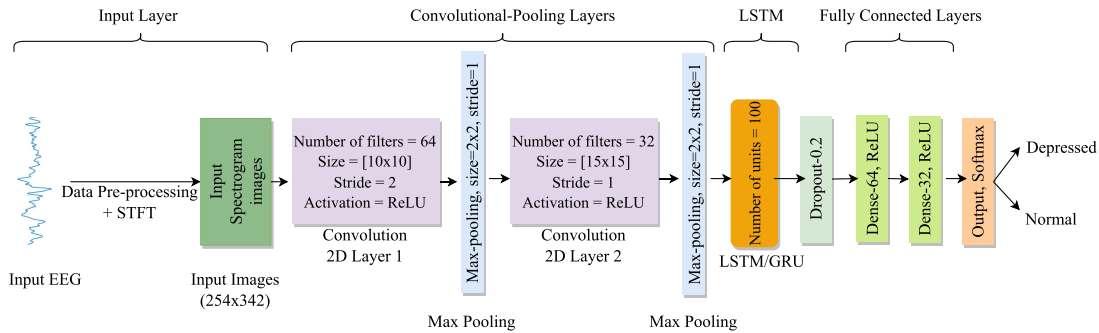 Input Layer
Convolutional-Pooling Layers
LSTM
Fully Connected Layers
Input EEG
Data Pre-processing
+ STFT
Input
Spectrogram
images
Input Images
(254x342)
Number of filters = 64
Size = [10x10]
Stride = 2
Activation = ReLU
Convolution
2D Layer 1
Max-pooling, size=2x2, stride=1
Max Pooling
Number of filters = 32
Size = [15x15]
Stride = 1
Activation = ReLU
Convolution
2D Layer 2
Max-pooling, size=2x2, stride=1
Max Pooling
Number of units = 100
LSTM/GRU
Dropout-0.2
Dense-64, ReLU
Dense-32, ReLU
Output, Softmax
Depressed
Normal